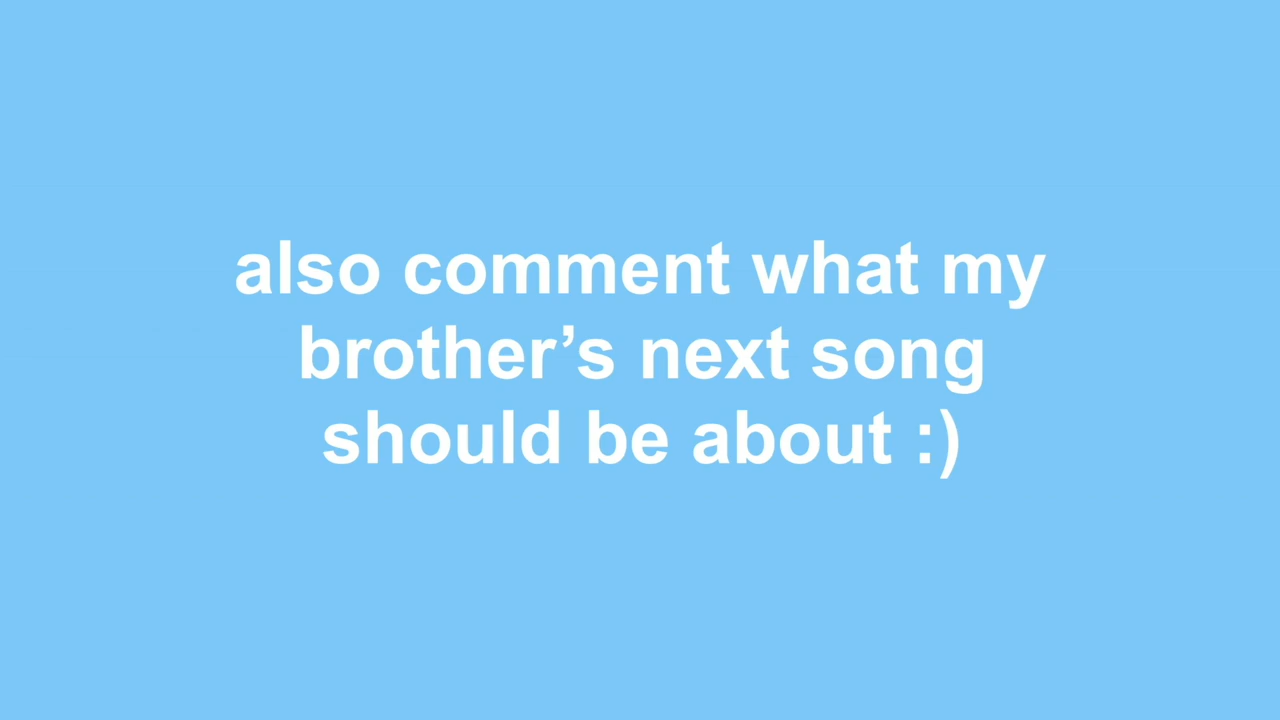 also comment what my
brother’s next song
should be about :)